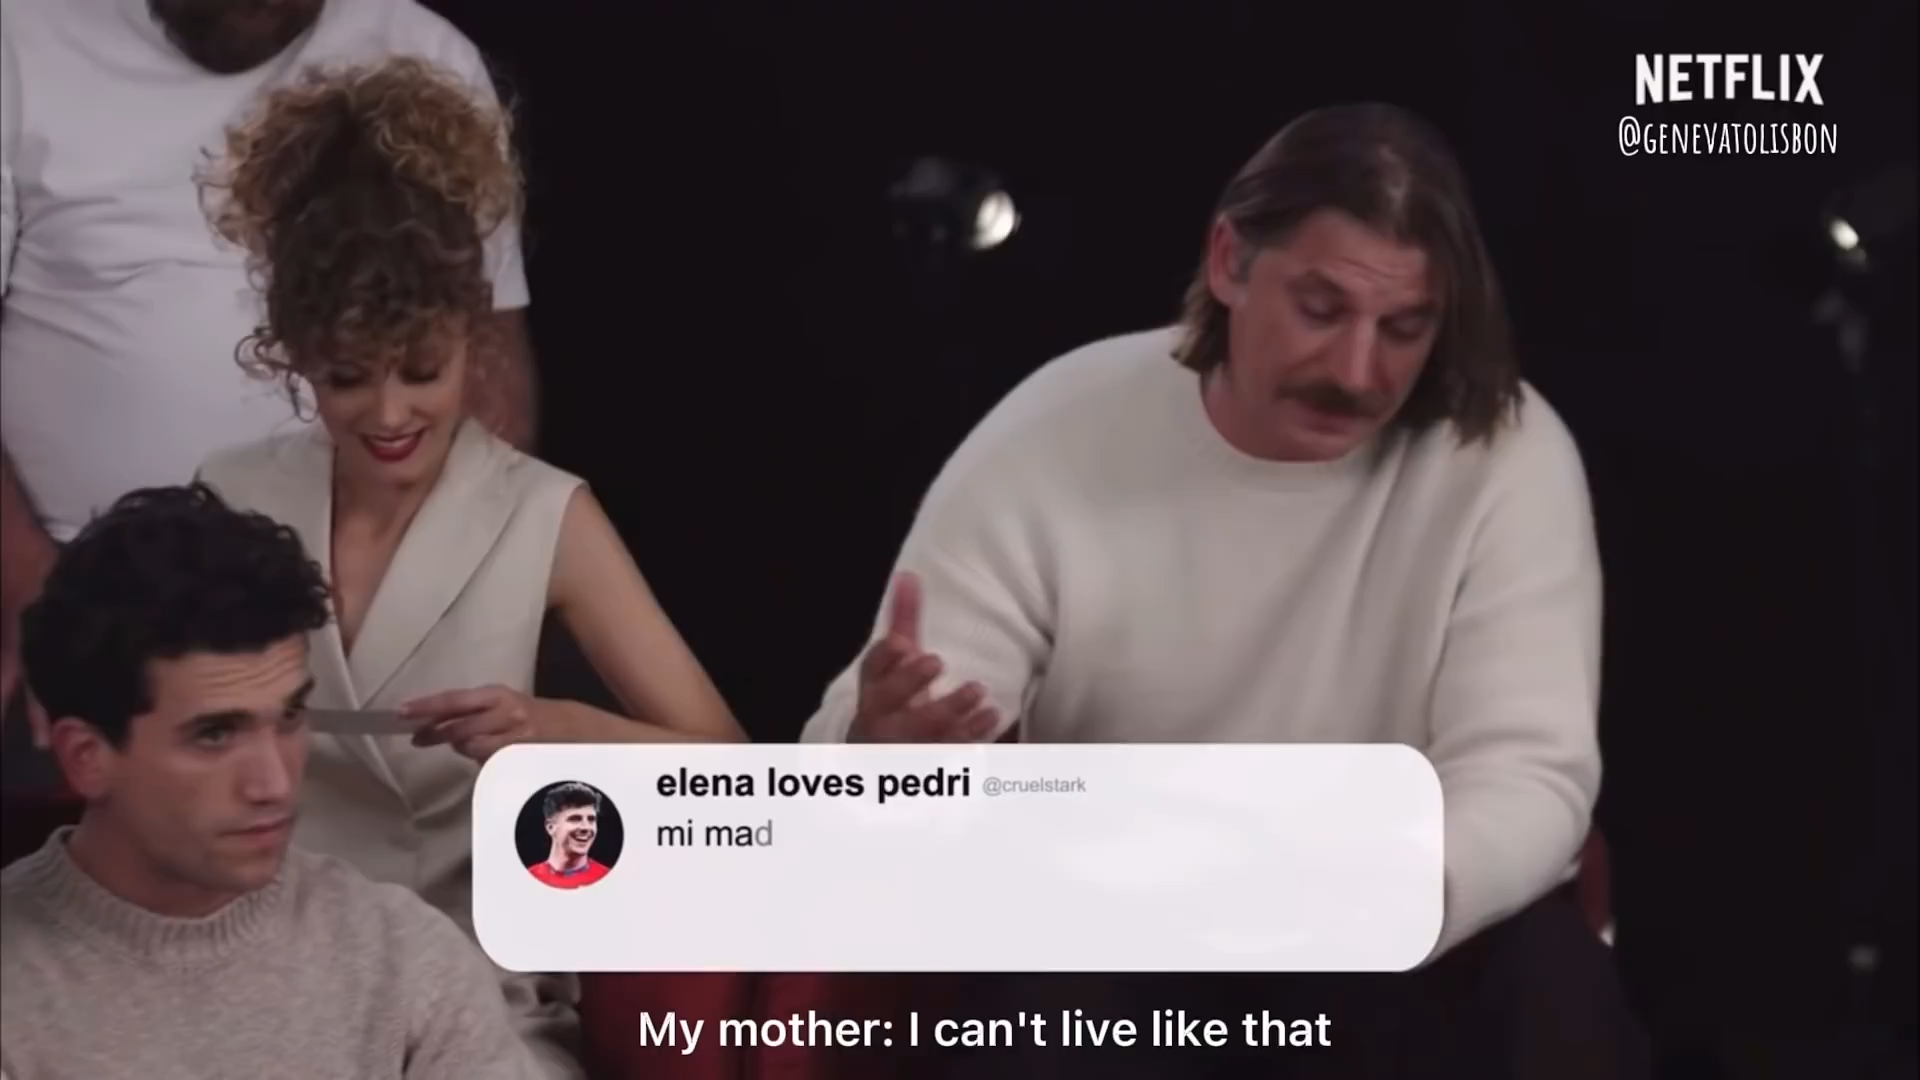 NETFLIX
@GENEVATOLISBON
elena loves pedri @cruelstark
mi mad
My mother: I can't live like that